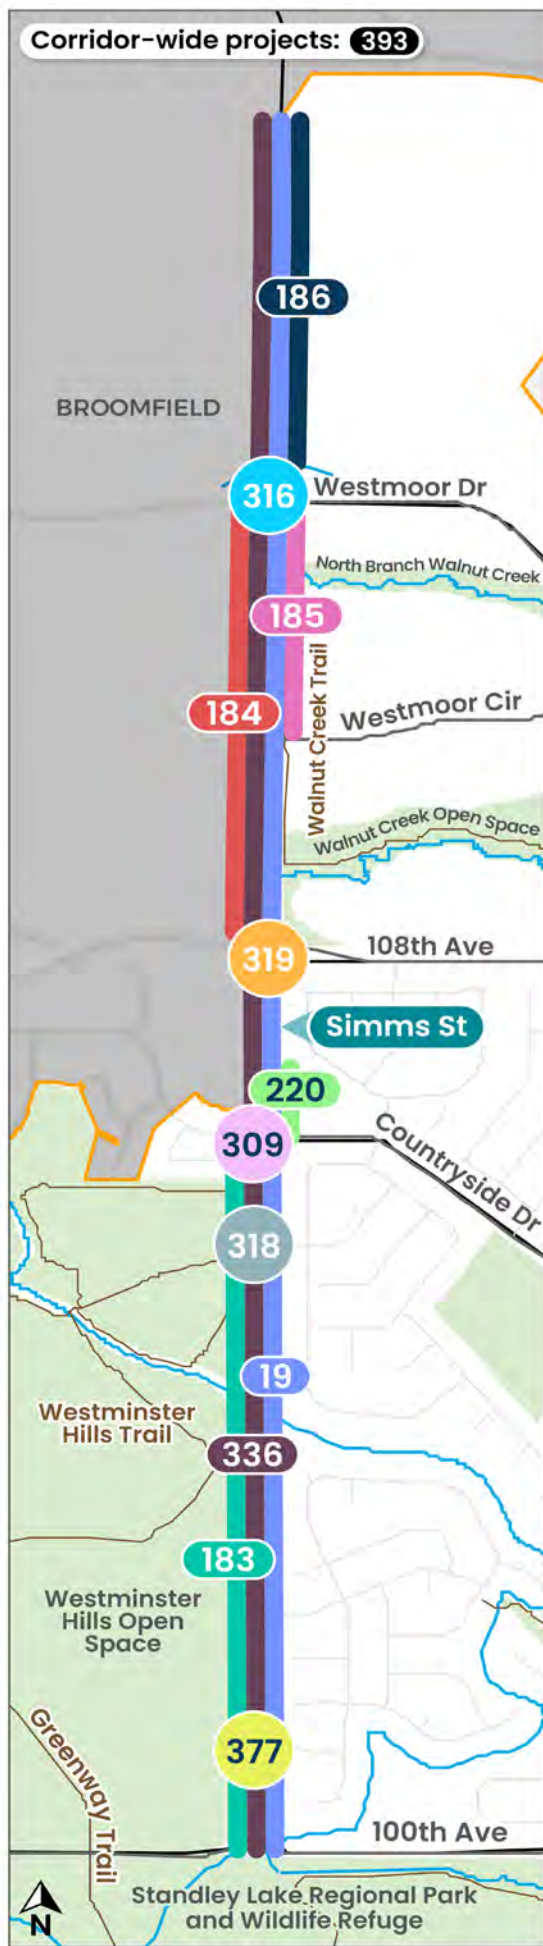 Corridor-wide projects: 393
186
BROOMFIELD
316
Westmoor Dr
North Branch Walnut Creek
185
184
Walnut Creek Trail
Westmoor Cir
Walnut Creek Open Space
319
108th Ave
Simms St
220
309
Countryside Dr
318
19
Westminster
Hills Trail
336
183
Westminster
Hills Open
Space
377
Greenway Trail
100th Ave
Standley Lake Regional Park
and Wildlife Refuge
N